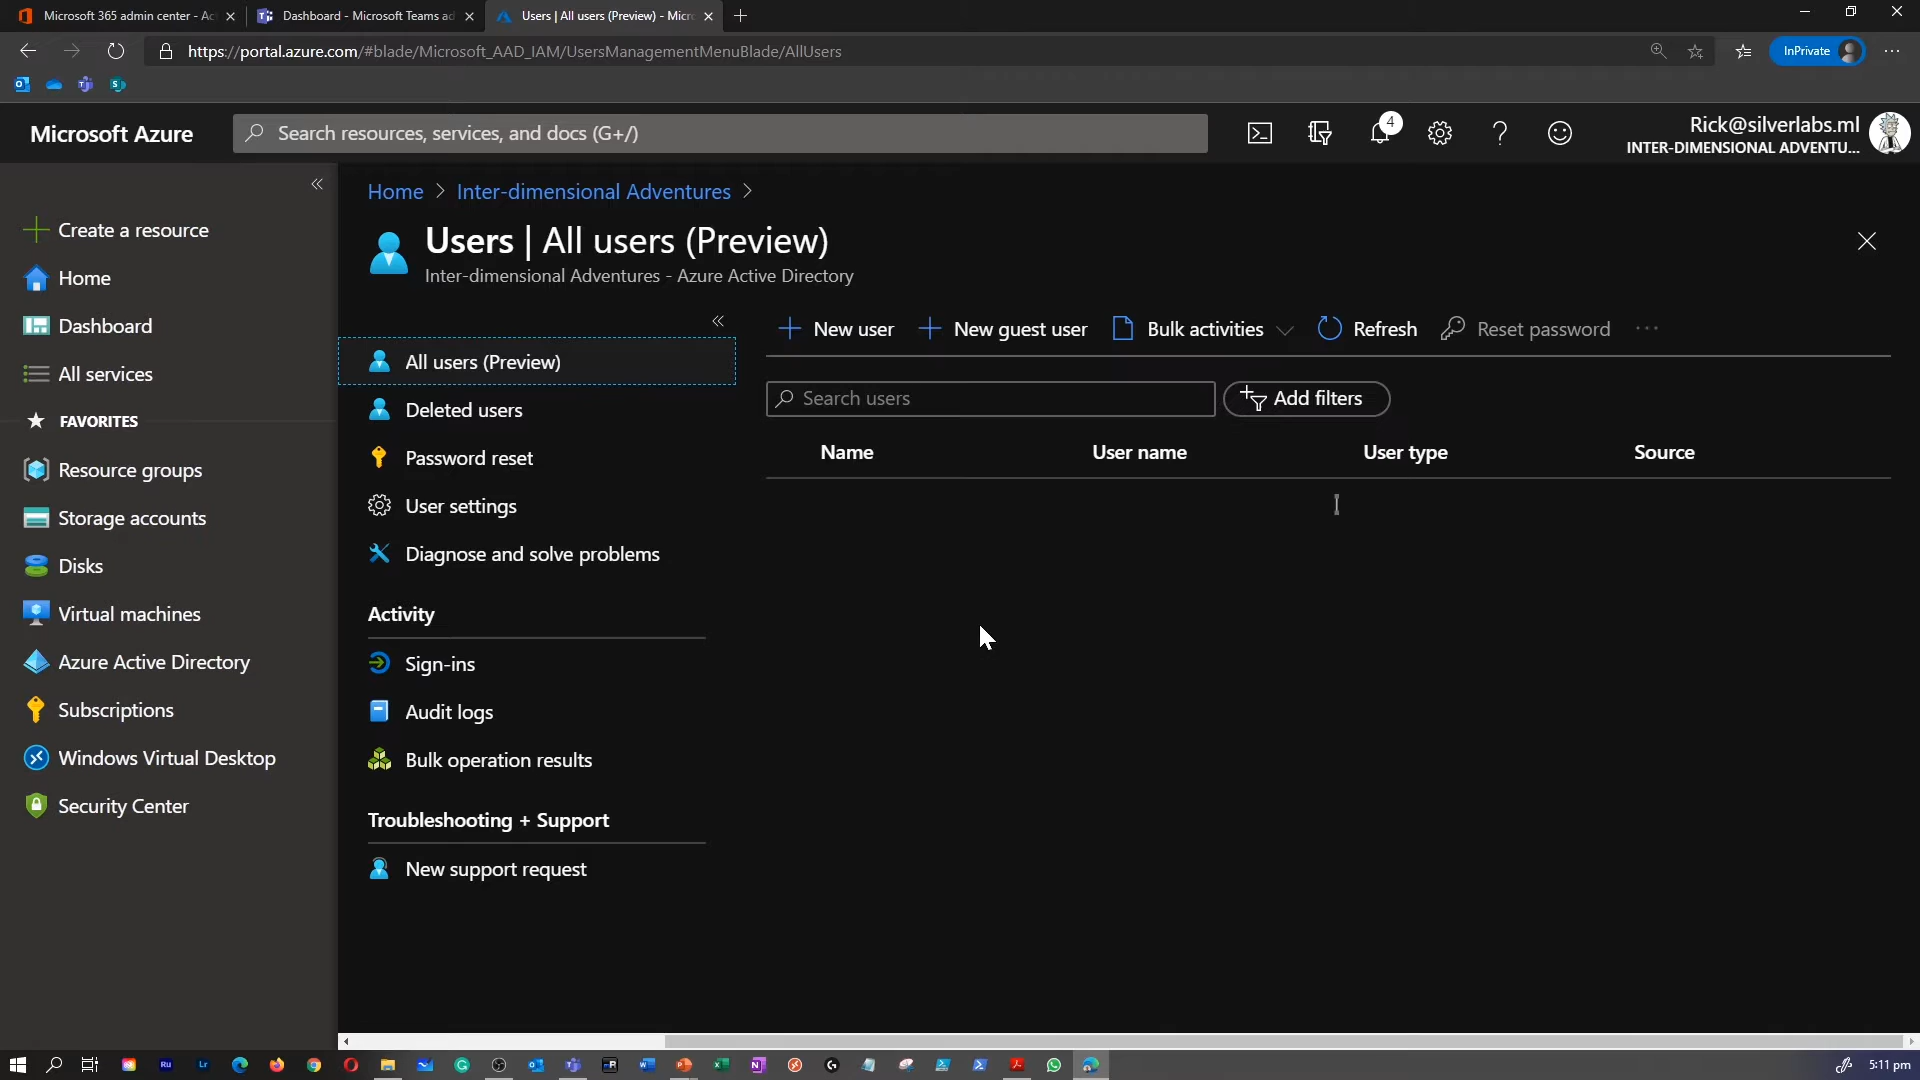 Microsoft 365 admin center - Ac
Dashboard - Microsoft Teams ad
Users | All users (Preview) - Micr
https://portal.azure.com/#blade/Microsoft_AAD_IAM/UsersManagementMenuBlade/AllUsers
InPrivate
Microsoft Azure
Search resources, services, and docs (G+/)
4
Rick@silverlabs.ml
INTER-DIMENSIONAL ADVENTU...
Home > Inter-dimensional Adventures >
Users | All users (Preview)
Inter-dimensional Adventures - Azure Active Directory
Create a resource
Home
Dashboard
All services
FAVORITES
Resource groups
Storage accounts
Disks
Virtual machines
Azure Active Directory
Subscriptions
Windows Virtual Desktop
Security Center
All users (Preview)
Deleted users
Password reset
User settings
Diagnose and solve problems
Activity
Sign-ins
Audit logs
Bulk operation results
Troubleshooting + Support
New support request
New user
New guest user
Bulk activities
Refresh
Reset password
Search users
Add filters
Name User name User type Source
5:11 pm